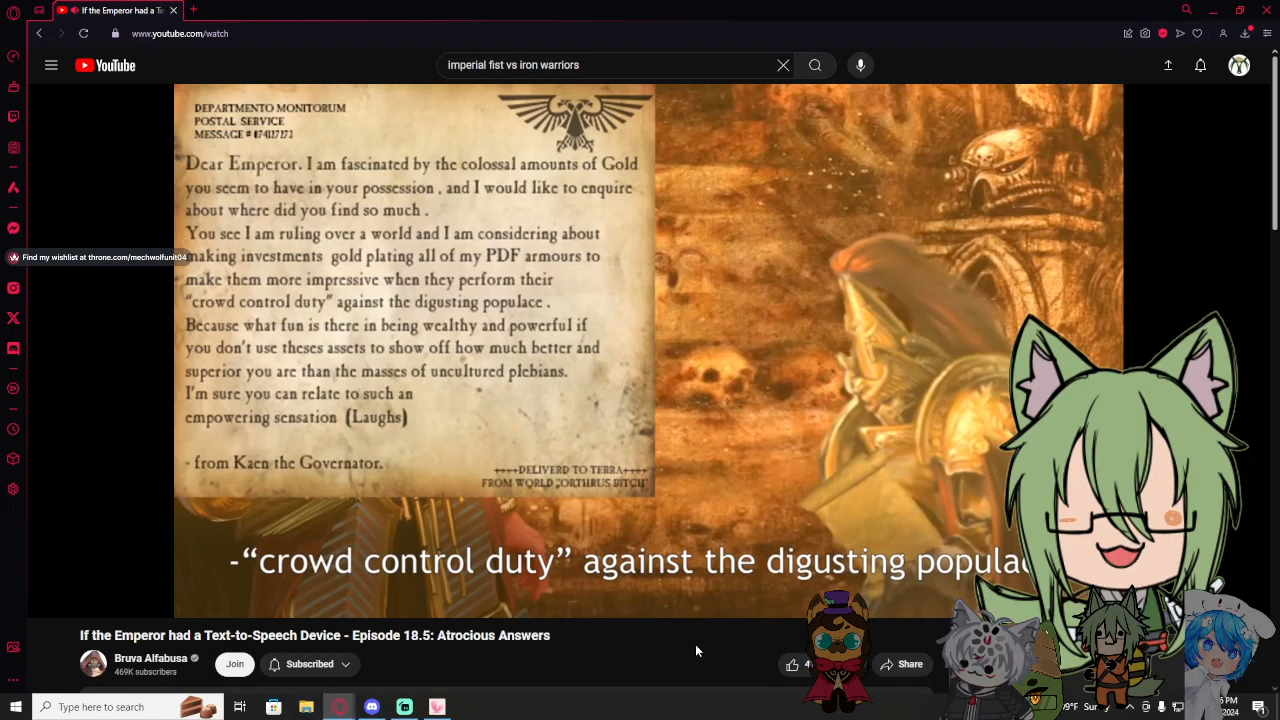 If the Emperor had a Te
www.youtube.com/watch
YouTube
imperial fist vs iron warriors
DEPARTMENTO MONITORUM
POSTAL SERVICE
MESSAGE # 074127273
Dear Emperor. I am fascinated by the colossal amounts of Gold
you seem to have in your possession , and I would like to enquire
about where did you find so much .
You see I am ruling over a world and I am considering about
making investments gold plating all of my PDF armours to
make them more impressive when they perform their
"crowd control duty" against the digusting populace .
Because what fun is there in being wealthy and powerful if
you don't use theses assets to show off how much better and
superior you are than the masses of uncultured plebians.
I'm sure you can relate to such an
empowering sensation (Laughs)
- from Kaen the Governator.
++++DELIVERD TO TERRA++++
FROM WORLD "ORTHRUS BITCH"
Find my wishlist at throne.com/mechwolfunit04
-“crowd control duty” against the digusting populac
If the Emperor had a Text-to-Speech Device - Episode 18.5: Atrocious Answers
Bruva Alfabusa
469K subscribers
Join
Subscribed
Share
Type here to search
2024